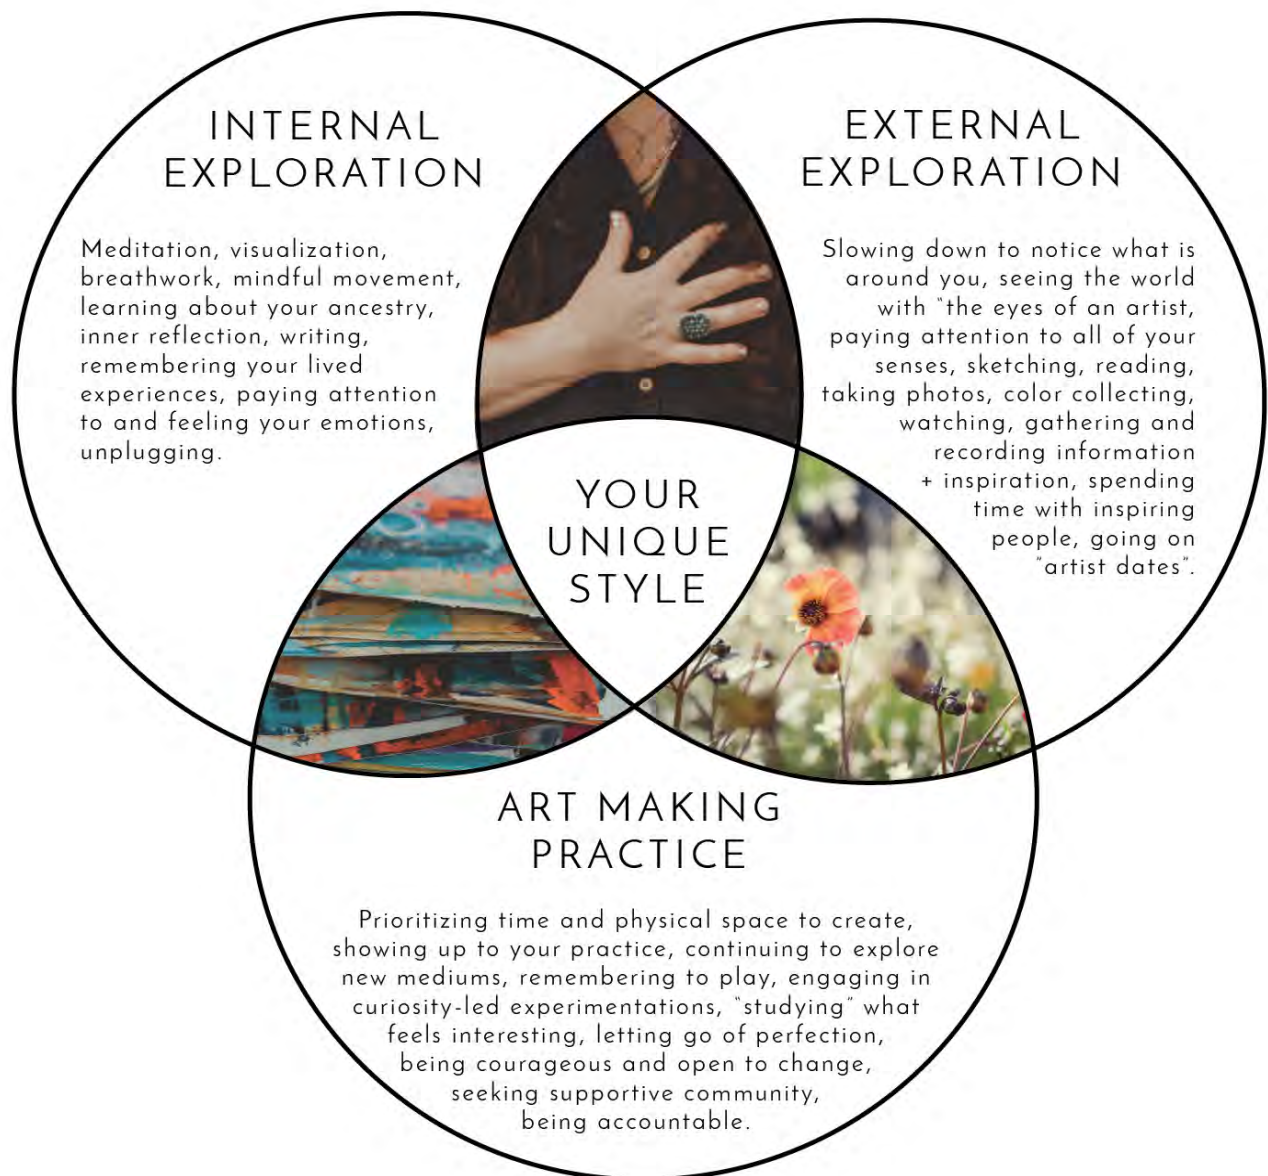 INTERNAL
EXPLORATION
Meditation, visualization,
breathwork, mindful movement,
learning about your ancestry,
inner reflection, writing,
remembering your lived
experiences, paying attention
to and feeling your emotions,
unplugging.
EXTERNAL
EXPLORATION
Slowing down to notice what is
around you, seeing the world
with "the eyes of an artist,
paying attention to all of your
senses, sketching, reading,
taking photos, color collecting,
watching, gathering and
recording information
+ inspiration, spending
time with inspiring
people, going on
"artist dates".
YOUR
UNIQUE
STYLE
ART MAKING
PRACTICE
Prioritizing time and physical space to create,
showing up to your practice, continuing to explore
new mediums, remembering to play, engaging in
curiosity-led experimentations, "studying" what
feels interesting, letting go of perfection,
being courageous and open to change,
seeking supportive community,
being accountable.